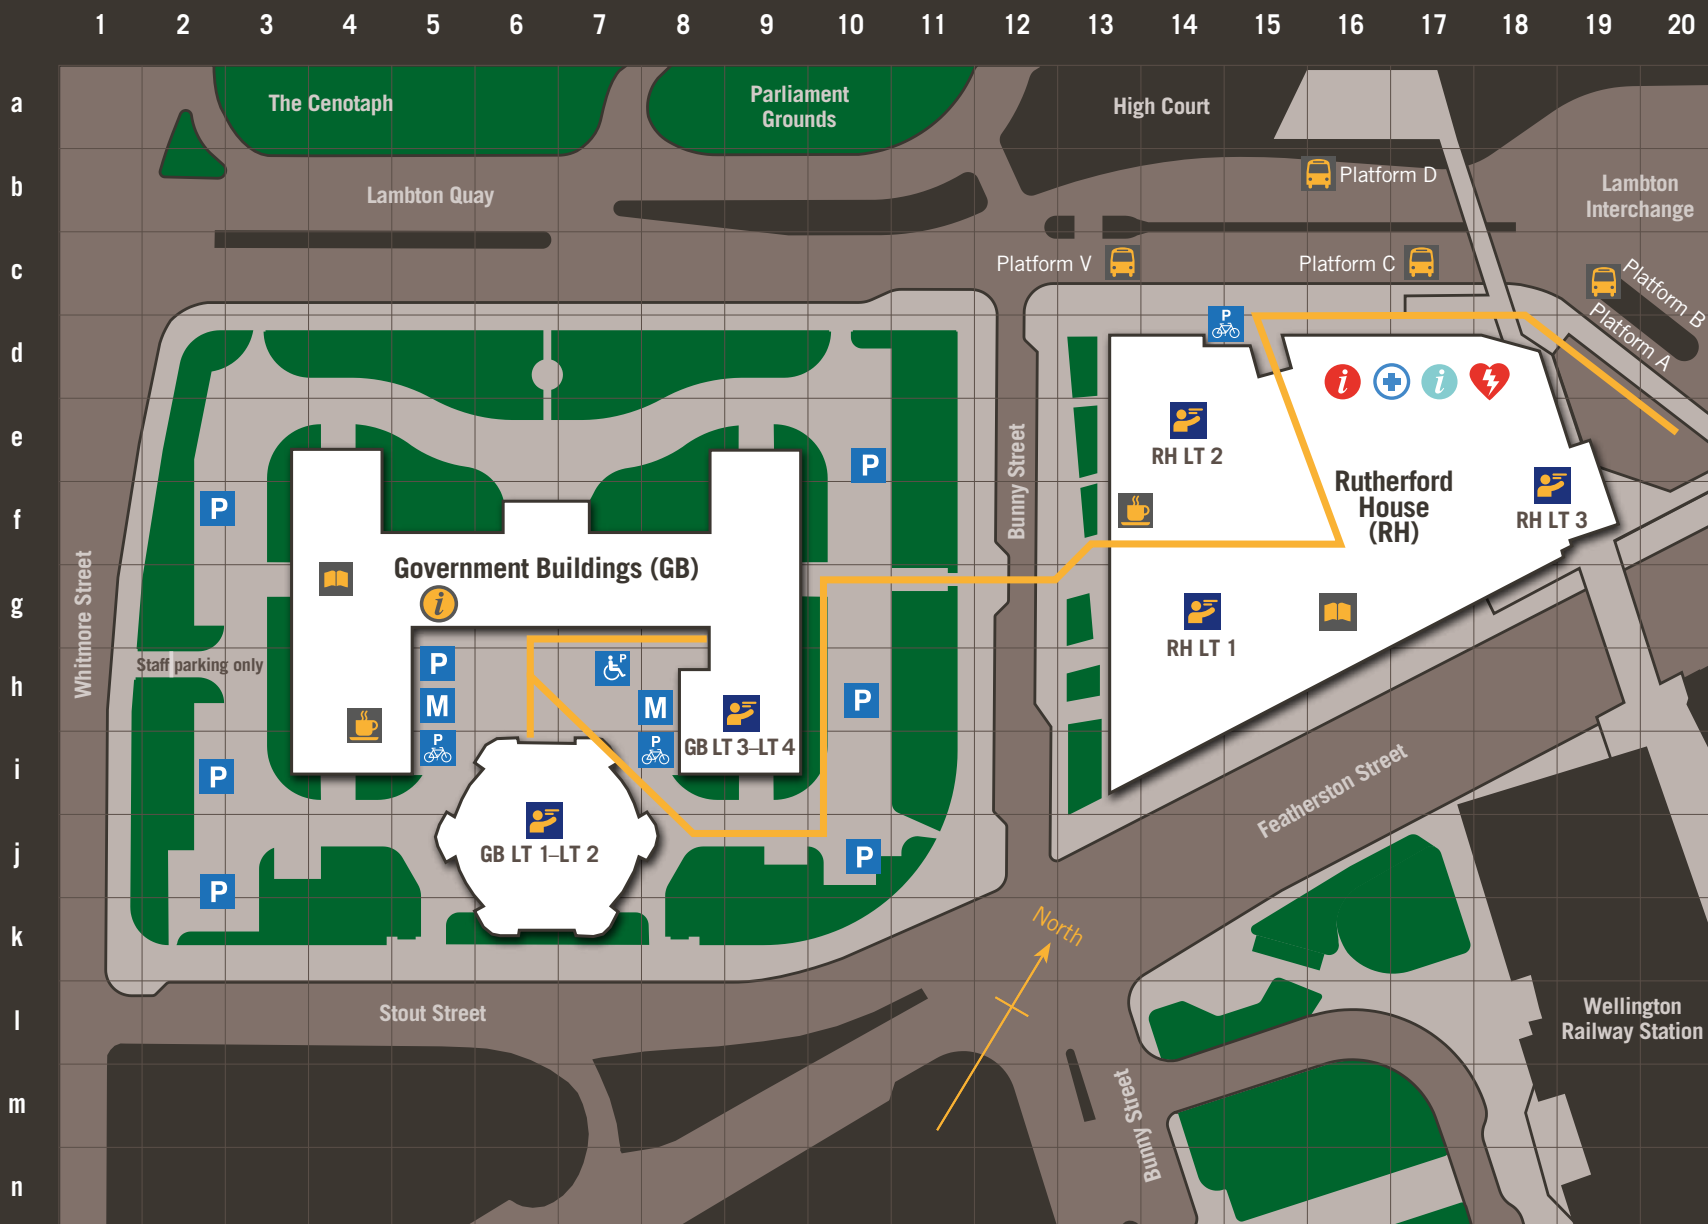 1 2 3 4 5 6 7 8 9 10 11 12 13 14 15 16 17 18 19 20
a
The Cenotaph
Parliament
Grounds
High Court
b
Lambton Quay
Platform D
Lambton
Interchange
c
Platform V
Platform C
Platform B
Platform A
d
P
i
i
e
RH LT 2
P
Bunny Street
Rutherford
House
(RH)
f
P
RH LT 3
Whitmore Street
Government Buildings (GB)
g
i
RH LT 1
Staff parking only
h
P
P
M
M
P
P
P
GB LT 3–LT 4
i
P
Featherston Street
j
GB LT 1–LT 2
P
P
k
North
l
Stout Street
Wellington
Railway Station
m
Bunny Street
n